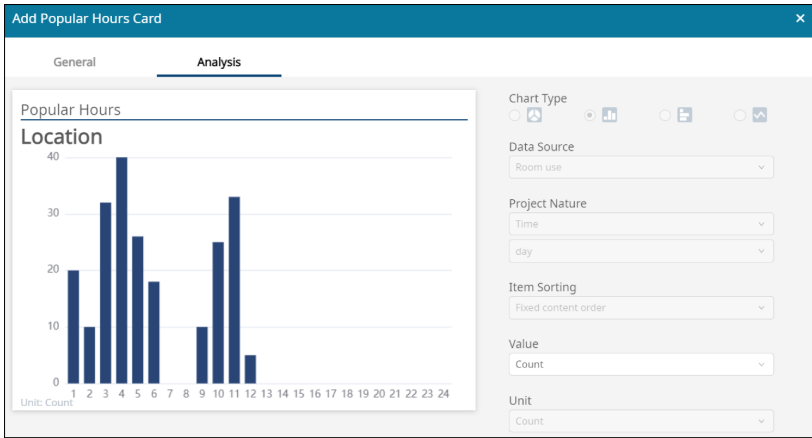 Add Popular Hours Card
General
Analysis
Popular Hours
Location
40
30
20
10
0
1 2 3 4 5 6 7 8 9 10 11 12 13 14 15 16 17 18 19 20 21 22 23 24
Unit: Count
Chart Type
Data Source
Room use
Project Nature
Time
day
Item Sorting
Fixed content order
Value
Count
Unit
Count